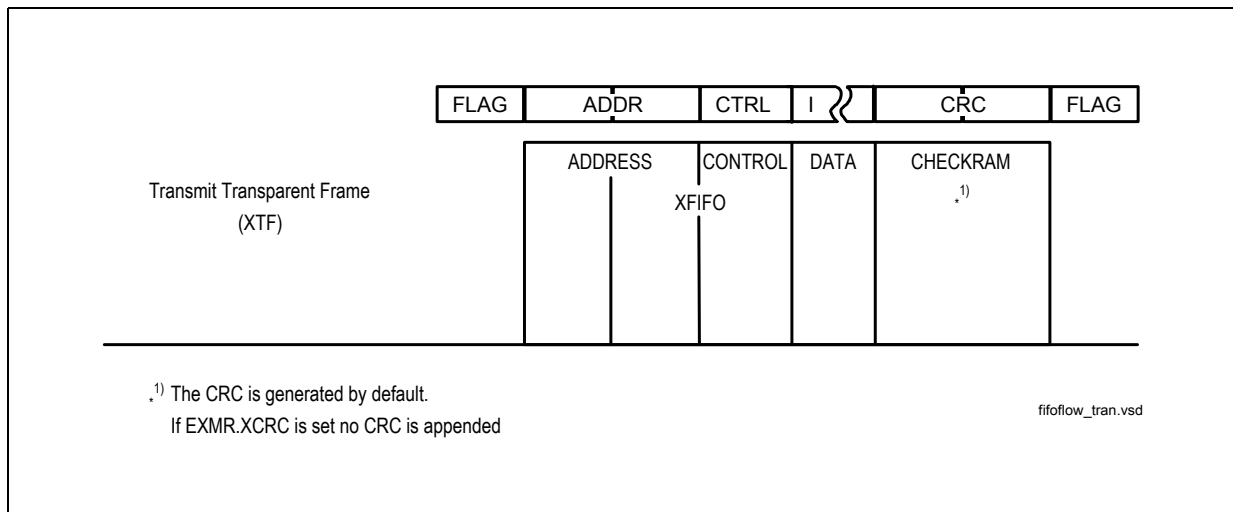 FLAG ADDR CTRL I CRC FLAG
ADDRESS CONTROL DATA CHECKRAM
Transmit Transparent Frame XFIFO *1)
(XTF)
*1) The CRC is generated by default.
If EXMR.XCRC is set no CRC is appended
fifoflow_tran.vsd